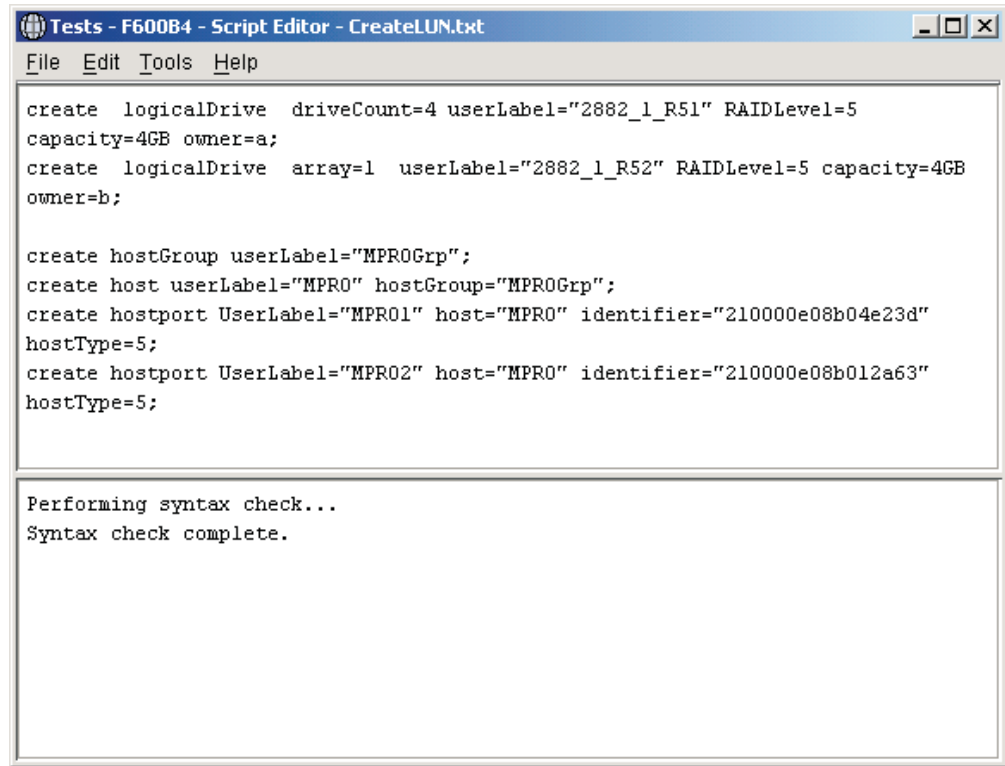 Tests - F600B4 - Script Editor - CreateLUN.txt
File Edit Tools Help
create logicalDrive driveCount=4 userLabel="2882_1_R51" RAIDLevel=5
capacity=4GB owner=a;
create logicalDrive array=1 userLabel="2882_1_R52" RAIDLevel=5 capacity=4GB
owner=b;
create hostGroup userLabel="MPR0Grp";
create host userLabel="MPR0" hostGroup="MPR0Grp";
create hostport UserLabel="MPR01" host="MPR0" identifier="210000e08b04e23d"
hostType=5;
create hostport UserLabel="MPR02" host="MPR0" identifier="210000e08b012a63"
hostType=5;
Performing syntax check...
Syntax check complete.